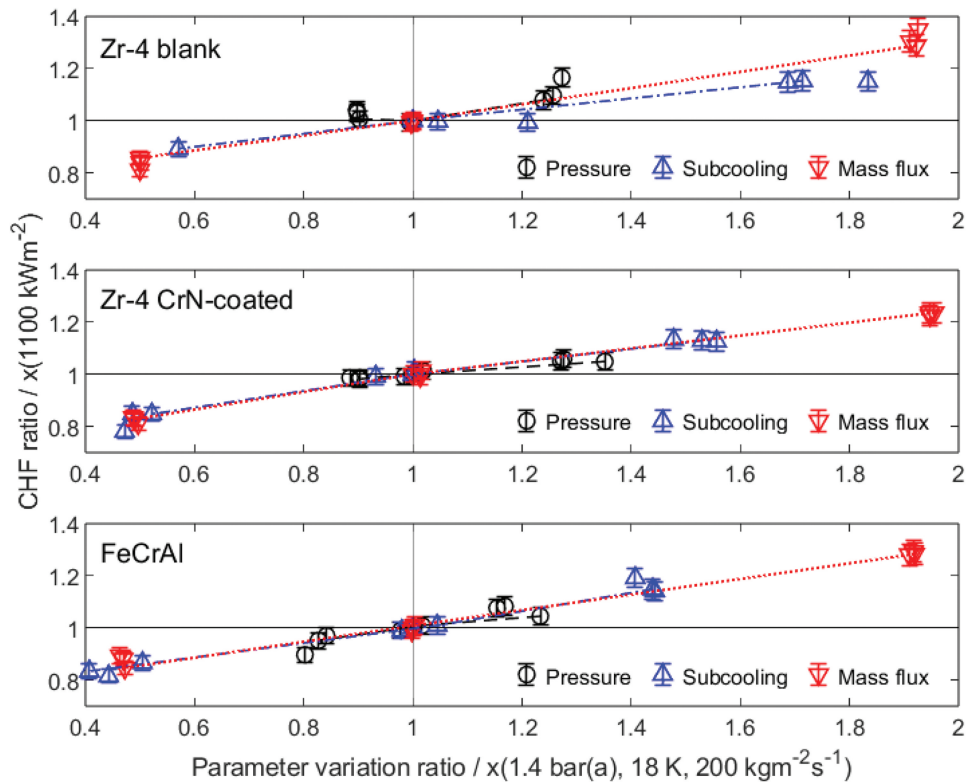 1.4
Zr-4 blank
1.2
1
0.8
Pressure Subcooling Mass flux
0.4 0.6 0.8 1 1.2 1.4 1.6 1.8 2
1.4
Zr-4 CrN-coated
1.2
1
0.8
Pressure Subcooling Mass flux
0.4 0.6 0.8 1 1.2 1.4 1.6 1.8 2
1.4
FeCrAl
1.2
1
0.8
Pressure Subcooling Mass flux
0.4 0.6 0.8 1 1.2 1.4 1.6 1.8 2
CHF ratio / x(1100 kWm⁻²)
Parameter variation ratio / x(1.4 bar(a), 18 K, 200 kgm⁻²s⁻¹)